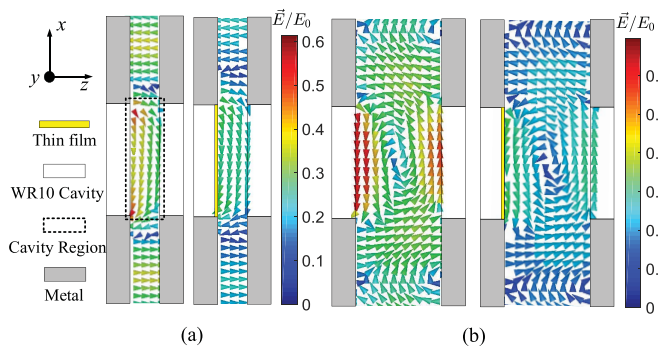 x
y
z
Thin film
WR10 Cavity
Cavity Region
Metal
E⃗/E₀
0.6
0.5
0.4
0.3
0.2
0.1
0
(a)
E⃗/E₀
0.
0.
0.
0.
0.
0.
0
(b)